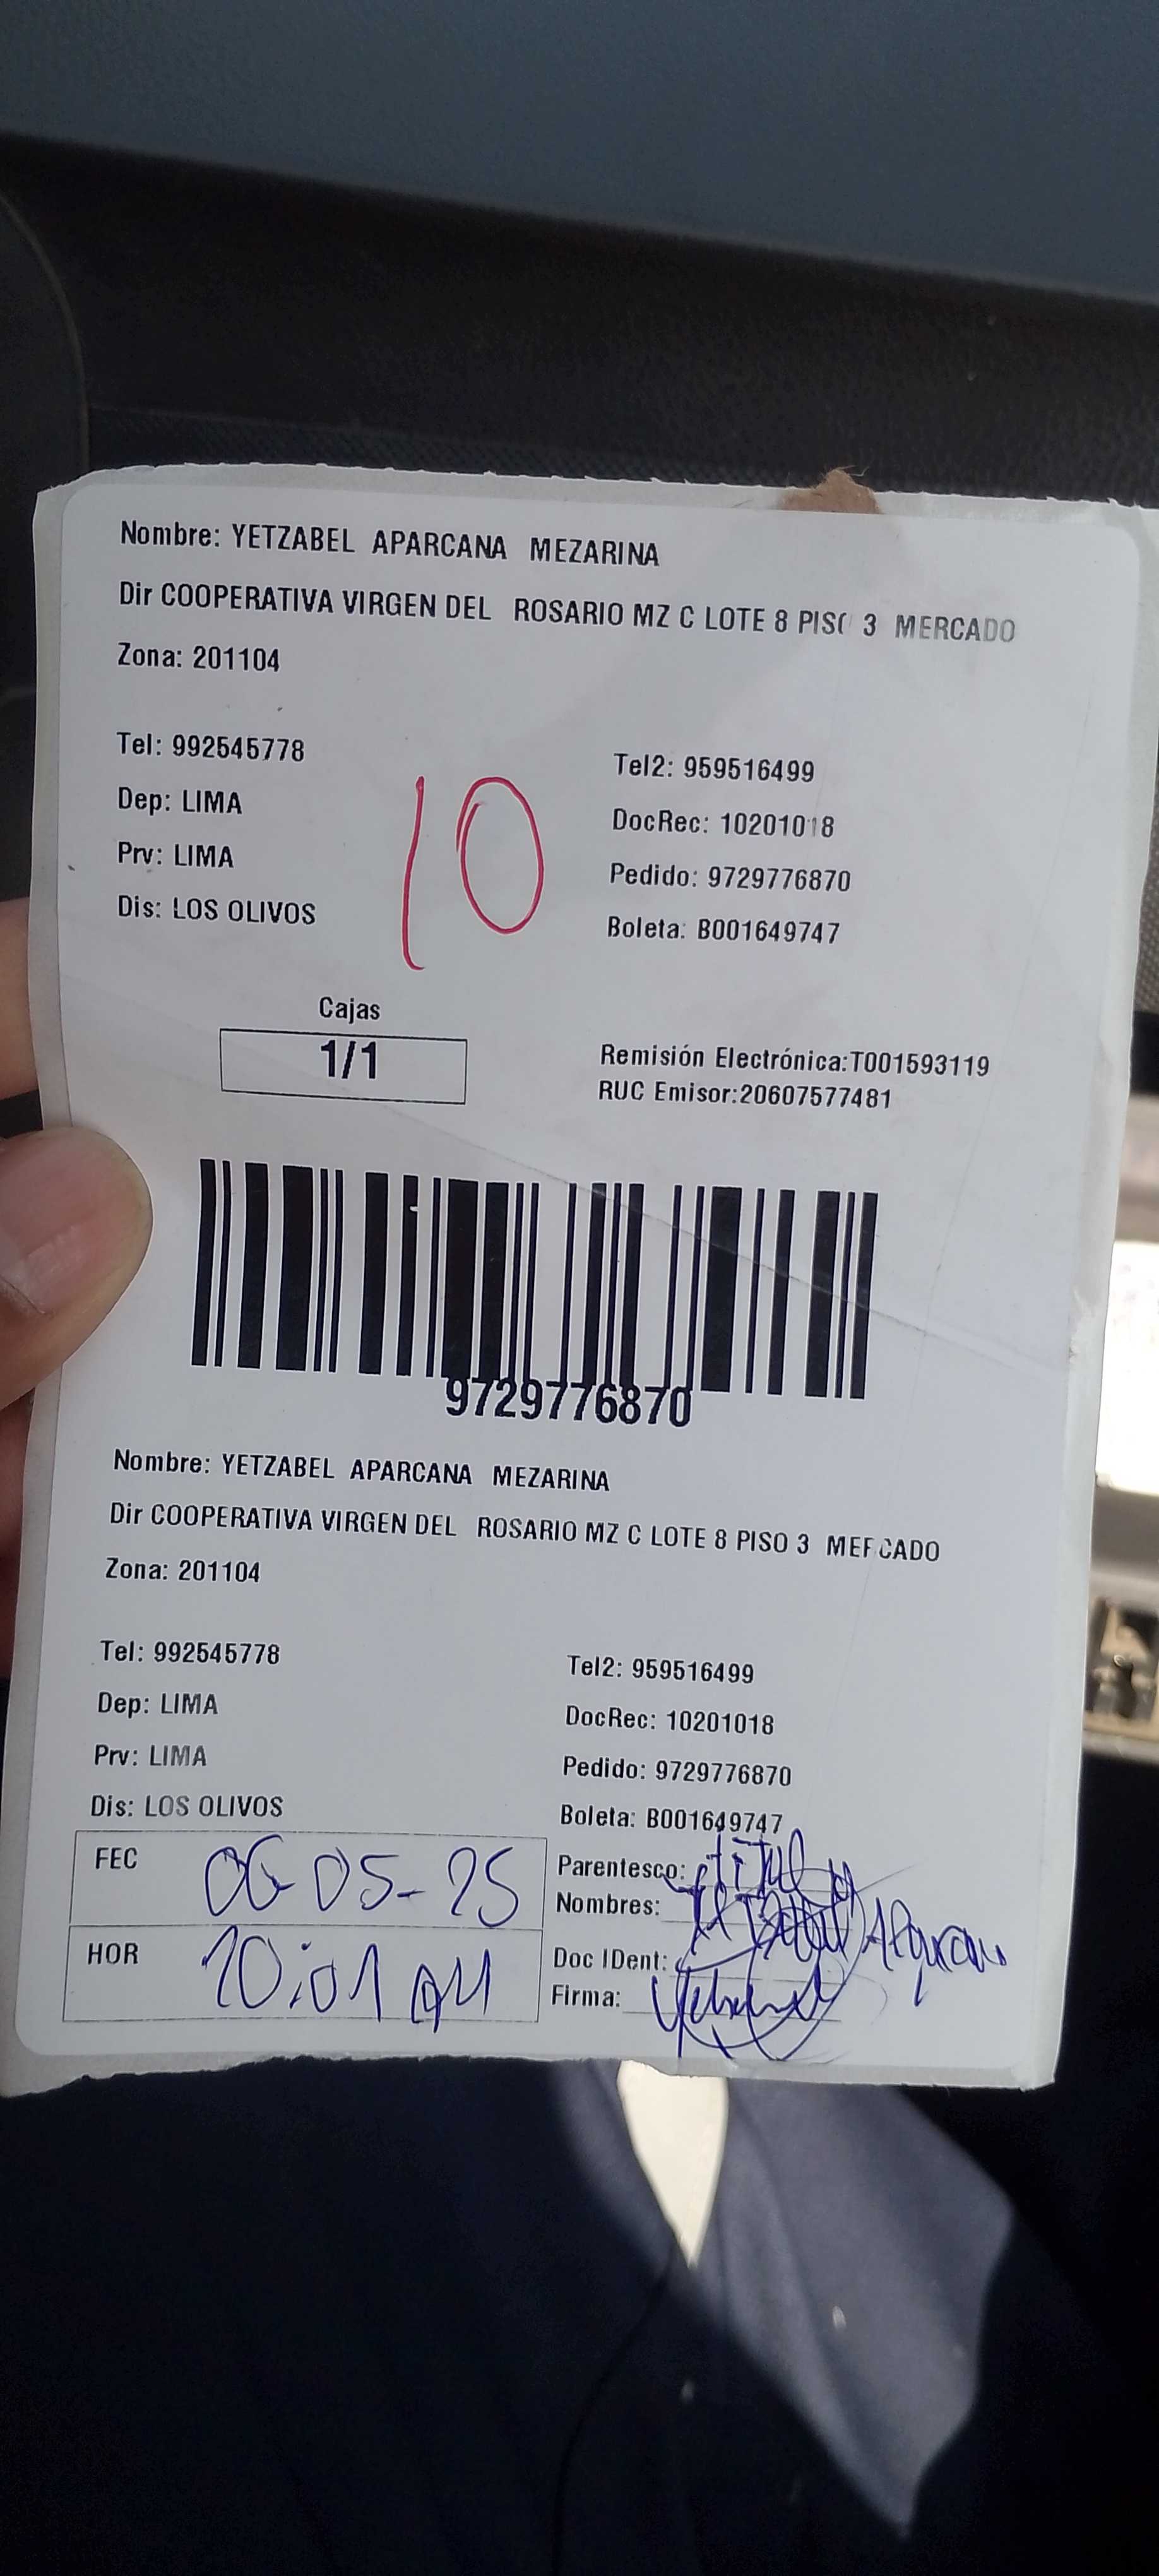 Nombre: YETZABEL APARCANA MEZARINA
Dir COOPERATIVA VIRGEN DEL ROSARIO MZ C LOTE 8 PISO 3 MERCADO
Zona: 201104
Tel: 992545778
Tel2: 959516499
Dep: LIMA
DocRec: 10201018
Prv: LIMA
Pedido: 9729776870
Dis: LOS OLIVOS
Boleta: B001649747
10
Cajas
1/1
Remisión Electrónica:T001593119
RUC Emisor:20607577481
9729776870
Nombre: YETZABEL APARCANA MEZARINA
Dir COOPERATIVA VIRGEN DEL ROSARIO MZ C LOTE 8 PISO 3 MERCADO
Zona: 201104
Tel: 992545778
Tel2: 959516499
Dep: LIMA
DocRec: 10201018
Prv: LIMA
Pedido: 9729776870
Dis: LOS OLIVOS
Boleta: B001649747
FEC 06-05-25
Parentesco:
Nombres:
HOR 10:01 AM
Doc IDent:
Firma: